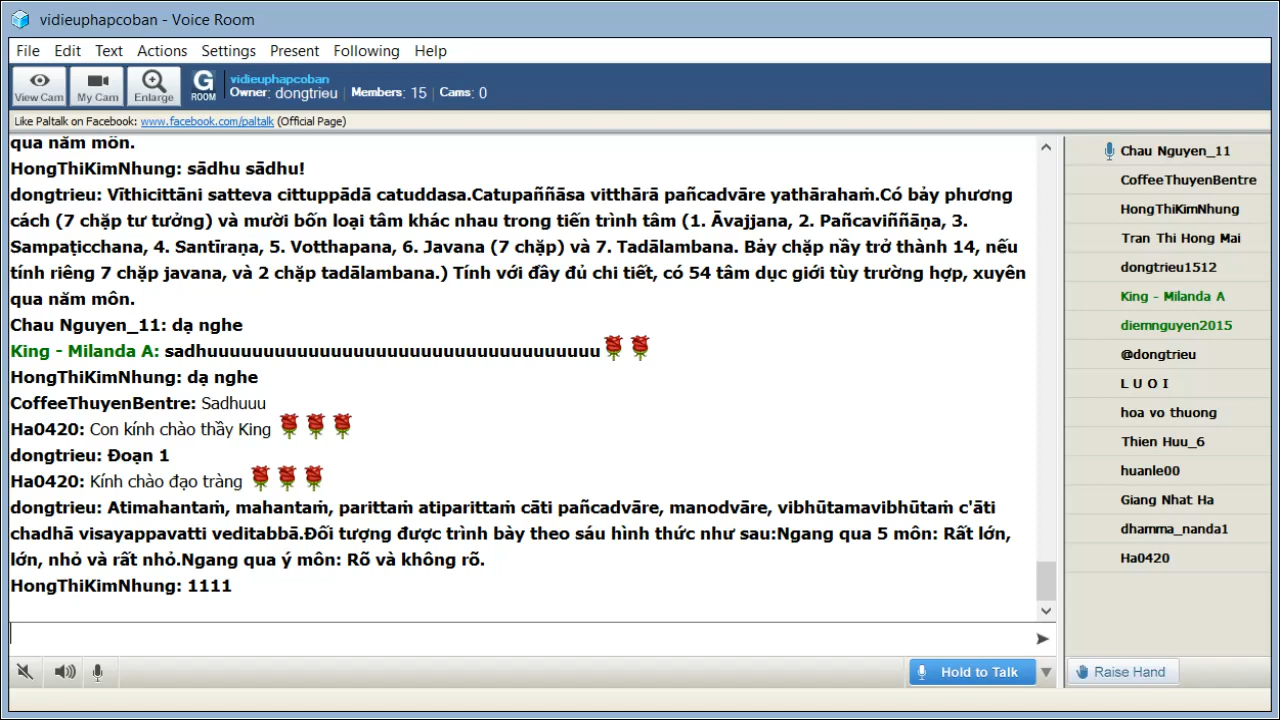 vidieuphapcoban - Voice Room
File Edit Text Actions Settings Present Following Help
View Cam My Cam Enlarge G ROOM
vidieuphapcoban
Owner: dongtrieu | Members: 15 | Cams: 0
Like Paltalk on Facebook: www.facebook.com/paltalk (Official Page)
qua năm môn.
HongThiKimNhung: sādhu sādhu!
dongtrieu: Vīthicittāni satteva cittuppādā catuddasa.Catupaññāsa vitthārā pañcadvāre yathārahaṁ.Có bảy phương
cách (7 chặp tư tưởng) và mười bốn loại tâm khác nhau trong tiến trình tâm (1. Āvajjana, 2. Pañcaviññāṇa, 3.
Sampaṭicchana, 4. Santīraṇa, 5. Votthapana, 6. Javana (7 chặp) và 7. Tadālambana. Bảy chặp nầy trở thành 14, nếu
tính riêng 7 chặp javana, và 2 chặp tadālambana.) Tính với đầy đủ chi tiết, có 54 tâm dục giới tùy trường hợp, xuyên
qua năm môn.
Chau Nguyen_11: dạ nghe
King - Milanda A: sadhuuuuuuuuuuuuuuuuuuuuuuuuuuuuuuuuuuu
HongThiKimNhung: dạ nghe
CoffeeThuyenBentre: Sadhuuu
Ha0420: Con kính chào thầy King
dongtrieu: Đoạn 1
Ha0420: Kính chào đạo tràng
dongtrieu: Atimahantaṁ, mahantaṁ, parittaṁ atiparittaṁ cāti pañcadvāre, manodvāre, vibhūtamavibhūtaṁ c'āti
chadhā visayappavatti veditabbā.Đối tượng được trình bày theo sáu hình thức như sau:Ngang qua 5 môn: Rất lớn,
lớn, nhỏ và rất nhỏ.Ngang qua ý môn: Rõ và không rõ.
HongThiKimNhung: 1111
Chau Nguyen_11
CoffeeThuyenBentre
HongThiKimNhung
Tran Thi Hong Mai
dongtrieu1512
King - Milanda A
diemnguyen2015
@dongtrieu
L U O I
hoa vo thuong
Thien Huu_6
huanle00
Giang Nhat Ha
dhamma_nanda1
Ha0420
Hold to Talk
Raise Hand